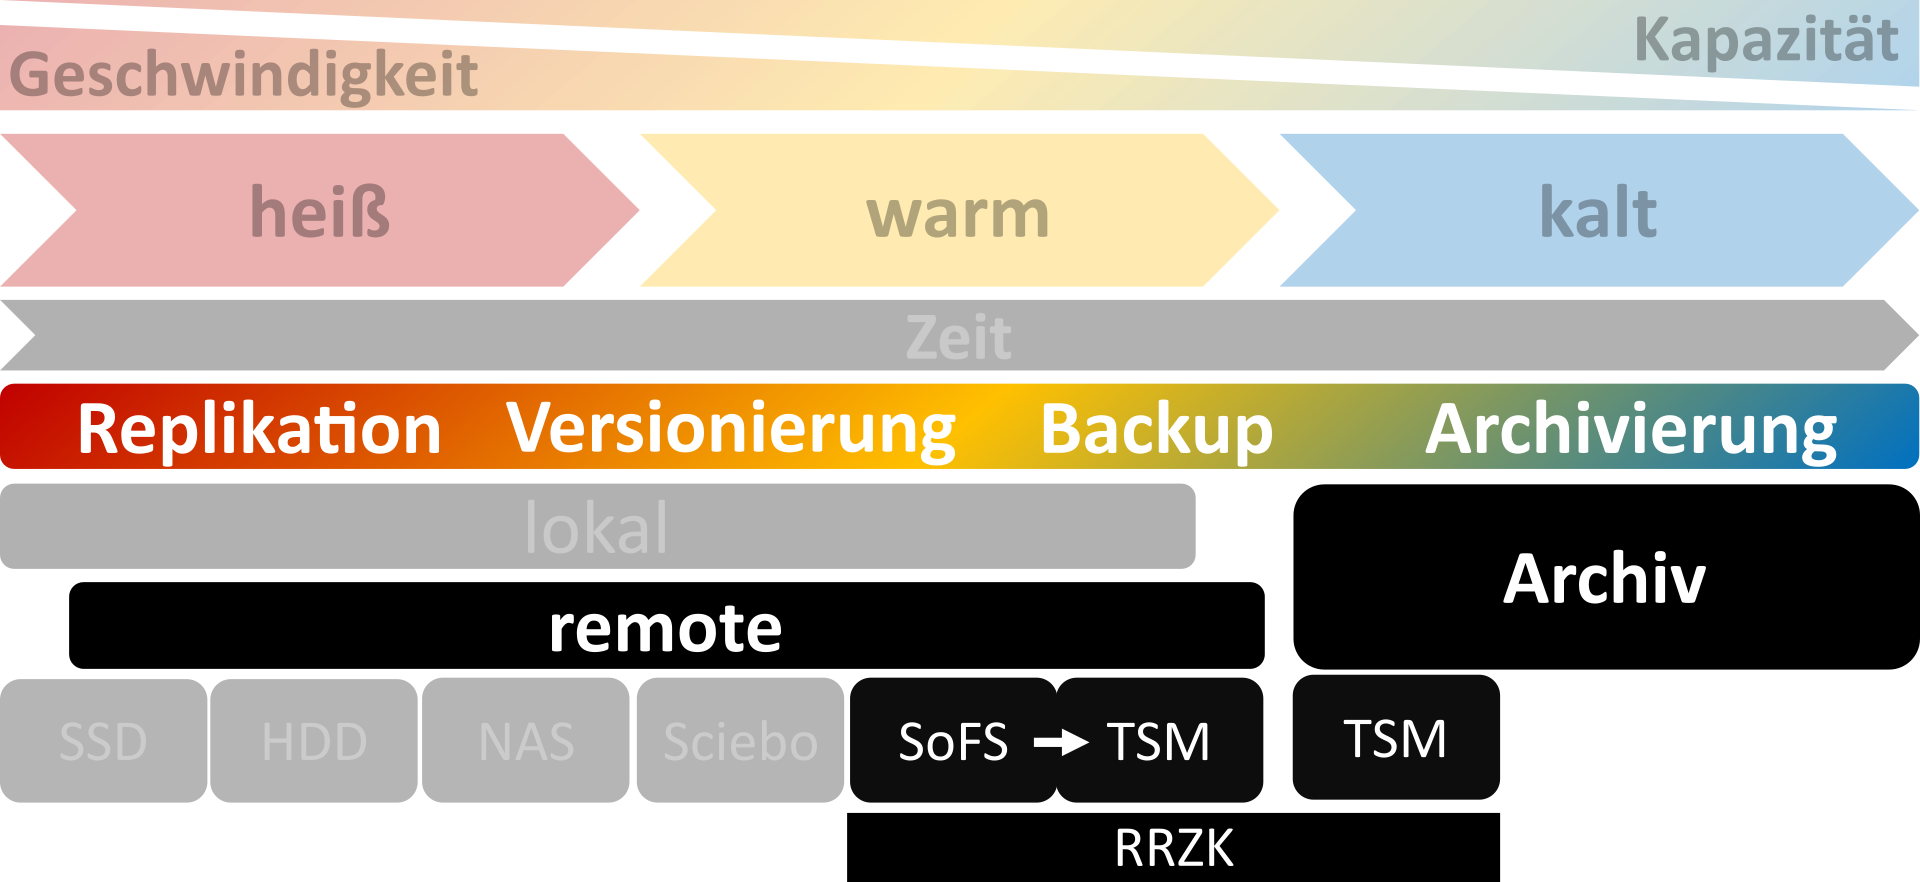 Kapazität
Geschwindigkeit
heiß warm kalt
Zeit
Replikation Versionierung Backup Archivierung
lokal
Archiv
remote
SSD HDD NAS Sciebo SoFS TSM TSM
RRZK